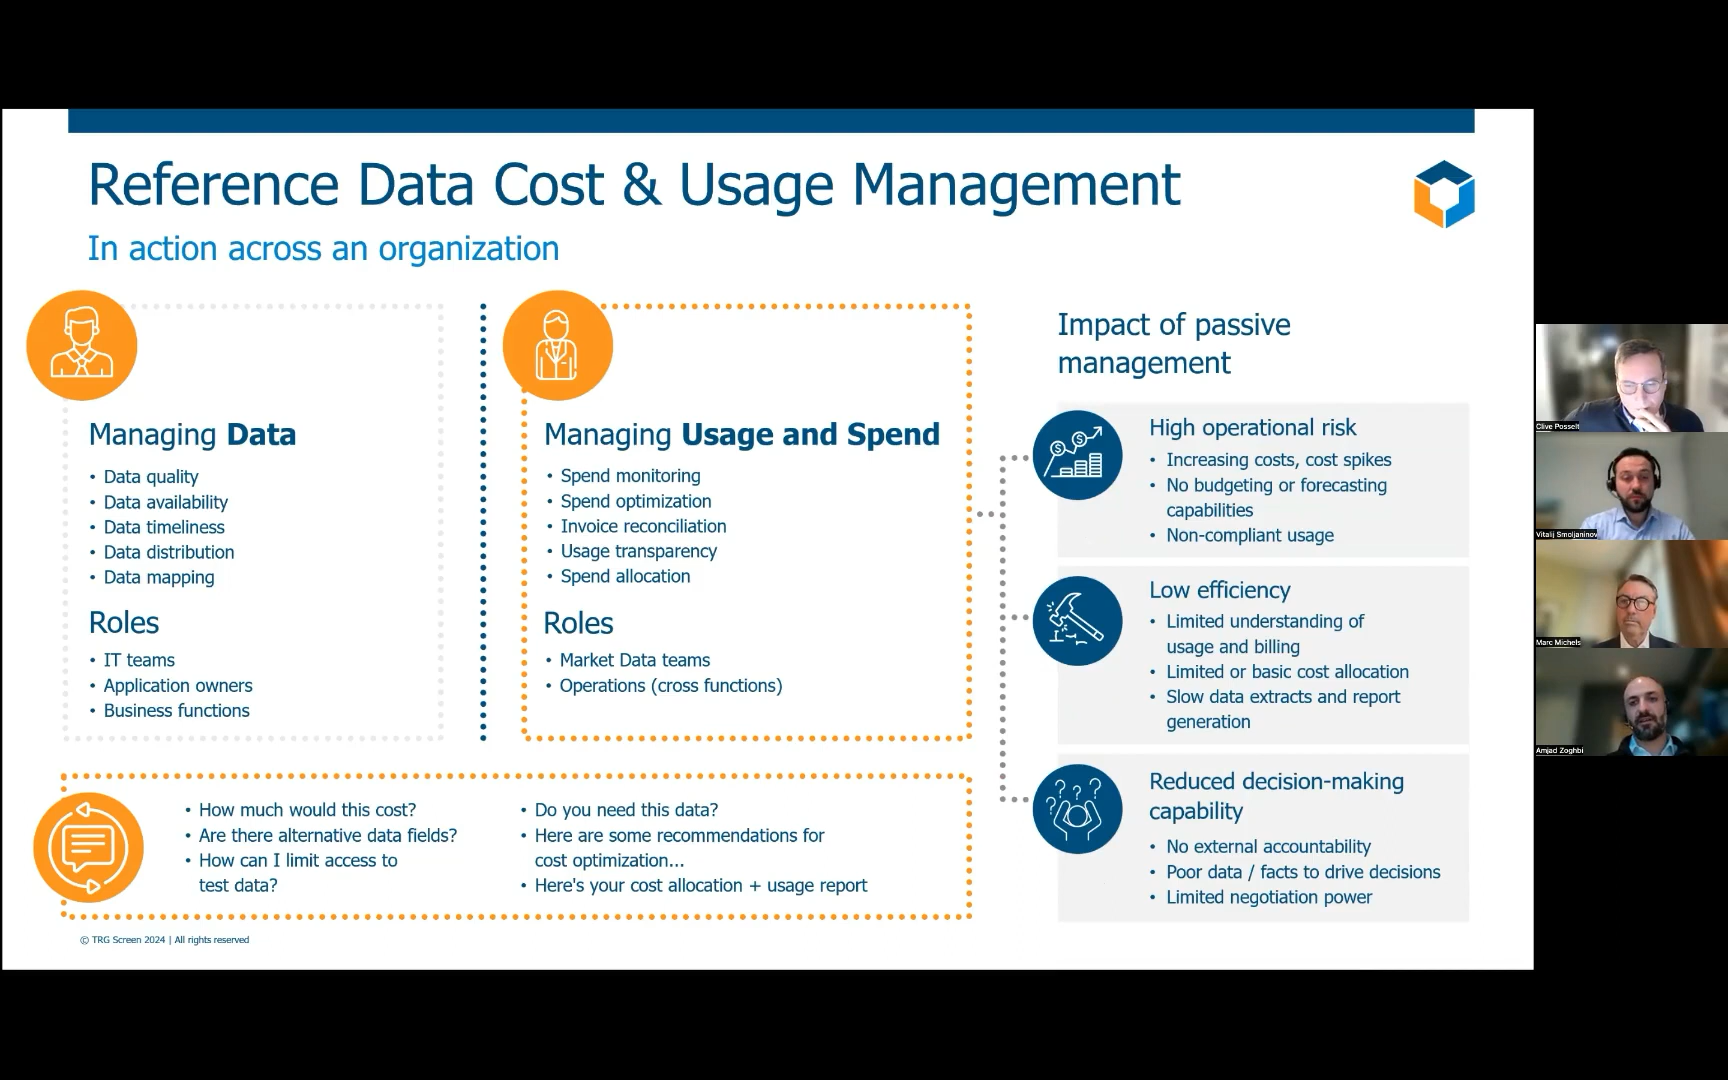 Reference Data Cost & Usage Management
In action across an organization
Managing Data
• Data quality
• Data availability
• Data timeliness
• Data distribution
• Data mapping
Roles
• IT teams
• Application owners
• Business functions
Managing Usage and Spend
• Spend monitoring
• Spend optimization
• Invoice reconciliation
• Usage transparency
• Spend allocation
Roles
• Market Data teams
• Operations (cross functions)
• How much would this cost?
• Are there alternative data fields?
• How can I limit access to
test data?
• Do you need this data?
• Here are some recommendations for
cost optimization...
• Here's your cost allocation + usage report
Impact of passive
management
High operational risk
• Increasing costs, cost spikes
• No budgeting or forecasting
capabilities
• Non-compliant usage
Low efficiency
• Limited understanding of
usage and billing
• Limited or basic cost allocation
• Slow data extracts and report
generation
Reduced decision-making
capability
• No external accountability
• Poor data / facts to drive decisions
• Limited negotiation power
© TRG Screen 2024 | All rights reserved
Clive Posselt
Vitalij Smoljaninov
Marc Michels
Amjad Zoghbi